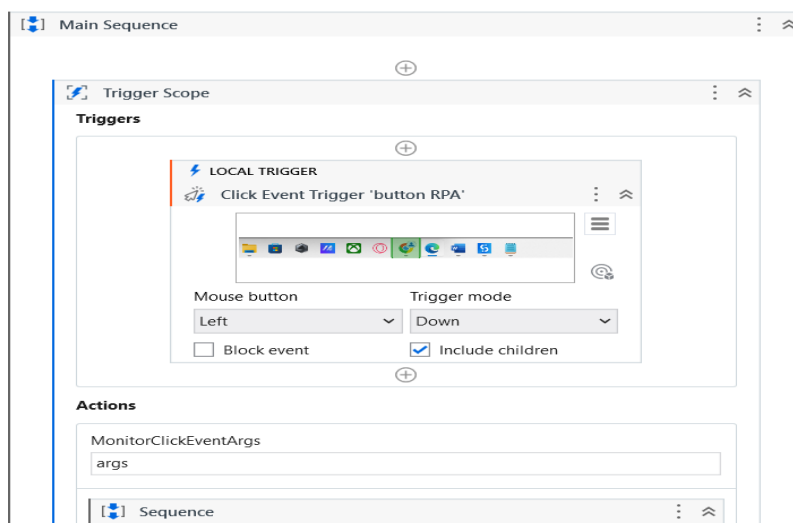 Main Sequence
Trigger Scope
Triggers
LOCAL TRIGGER
Click Event Trigger 'button RPA'
Mouse button
Trigger mode
Left
Down
Block event
Include children
Actions
MonitorClickEventArgs
args
Sequence